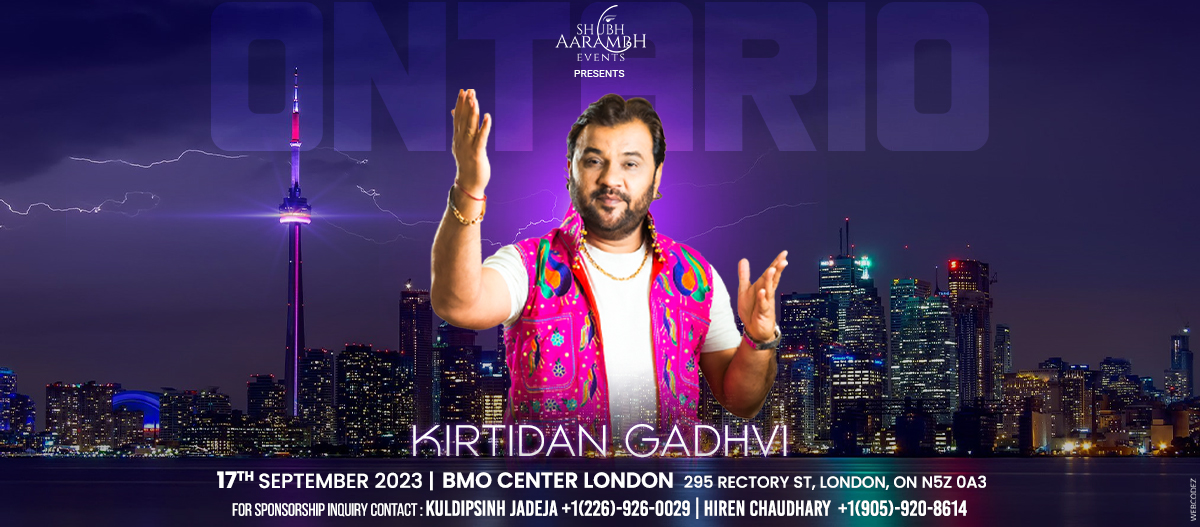 ONTARIO
SHUBH
AARAMBH
EVENTS
PRESENTS
KIRTIDAN GADHVI
17TH SEPTEMBER 2023 | BMO CENTER LONDON 295 RECTORY ST, LONDON, ON N5Z 0A3
FOR SPONSORSHIP INQUIRY CONTACT : KULDIPSINH JADEJA +1(226)-926-0029 | HIREN CHAUDHARY +1(905)-920-8614
WEBCODEZ